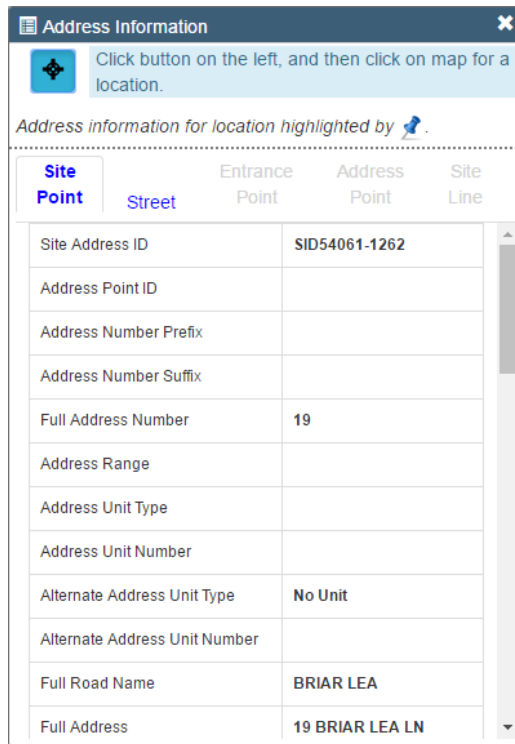 Address Information
Click button on the left, and then click on map for a
location.
Address information for location highlighted by .
Site Point
Street
Entrance Point
Address Point
Site Line
Site Address ID SID54061-1262
Address Point ID
Address Number Prefix
Address Number Suffix
Full Address Number 19
Address Range
Address Unit Type
Address Unit Number
Alternate Address Unit Type No Unit
Alternate Address Unit Number
Full Road Name BRIAR LEA
Full Address 19 BRIAR LEA LN